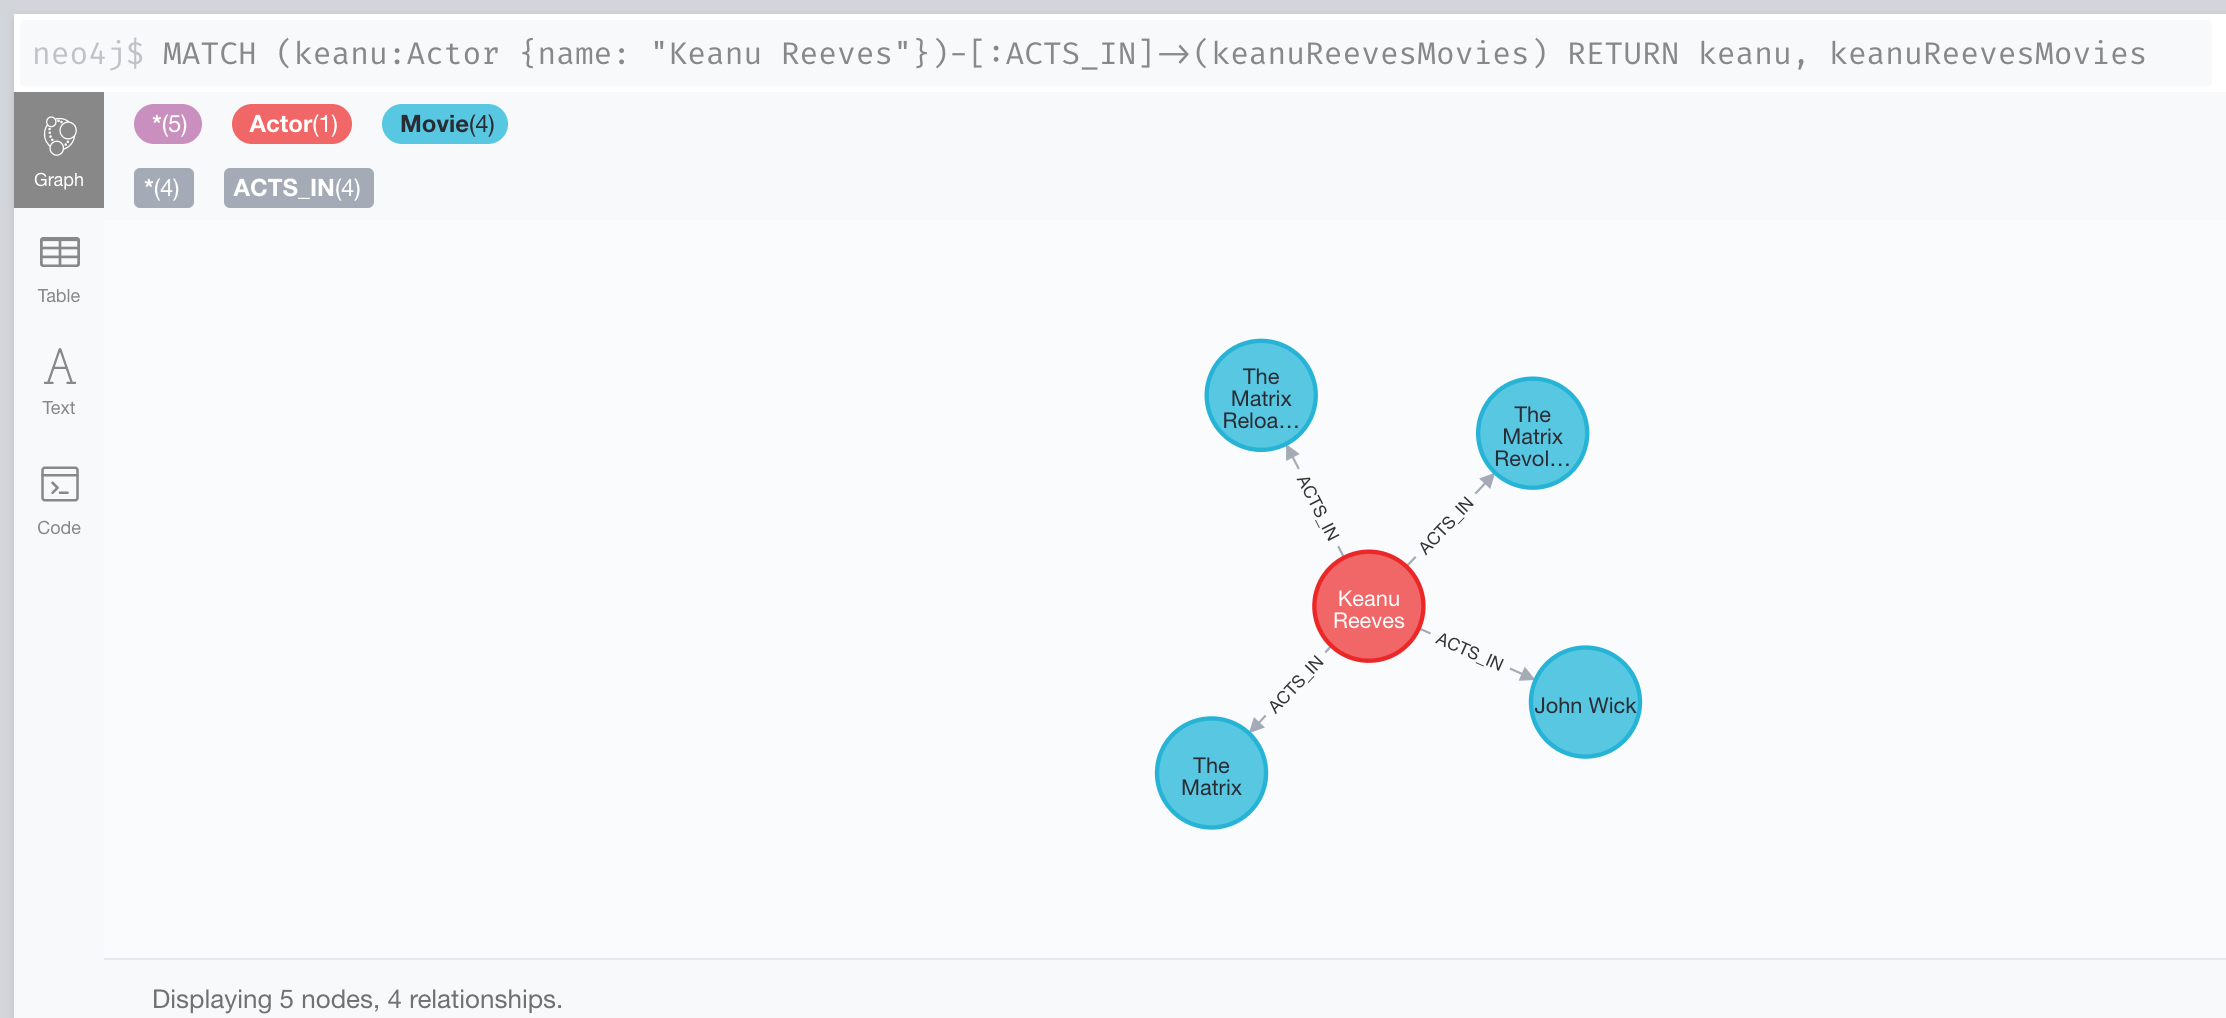 neo4j$ MATCH (keanu:Actor {name: "Keanu Reeves"})-[:ACTS_IN]->(keanuReevesMovies) RETURN keanu, keanuReevesMovies
*(5) Actor(1) Movie(4)
*(4) ACTS_IN(4)
Graph
Table
Text
Code
The
Matrix
Reloa...
The
Matrix
Revol...
ACTS_IN
ACTS_IN
Keanu
Reeves
ACTS_IN
ACTS_IN
John Wick
The
Matrix
Displaying 5 nodes, 4 relationships.